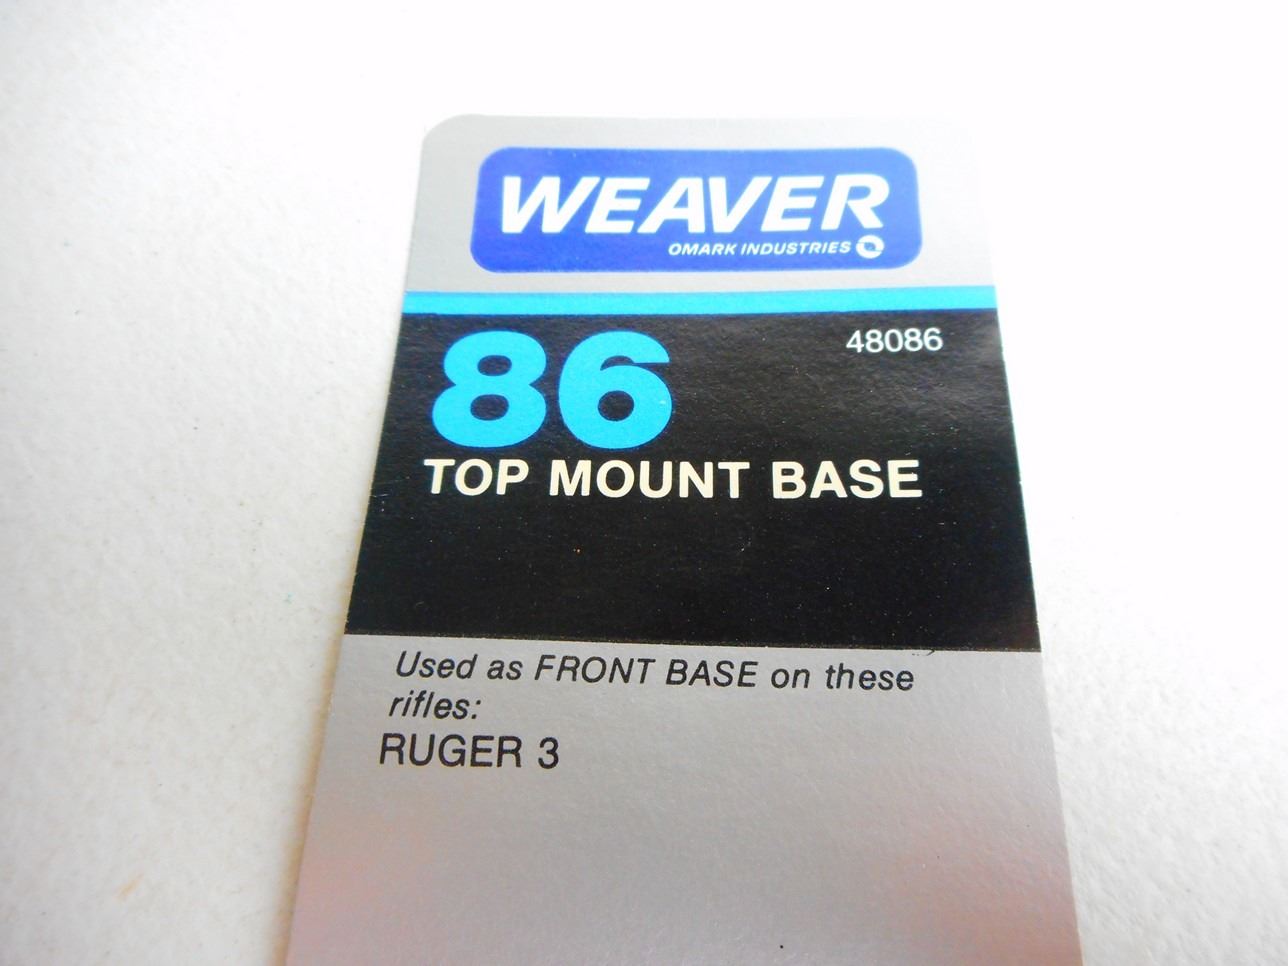 WEAVER
OMARK INDUSTRIES
86
48086
TOP MOUNT BASE
Used as FRONT BASE on these
rifles:
RUGER 3